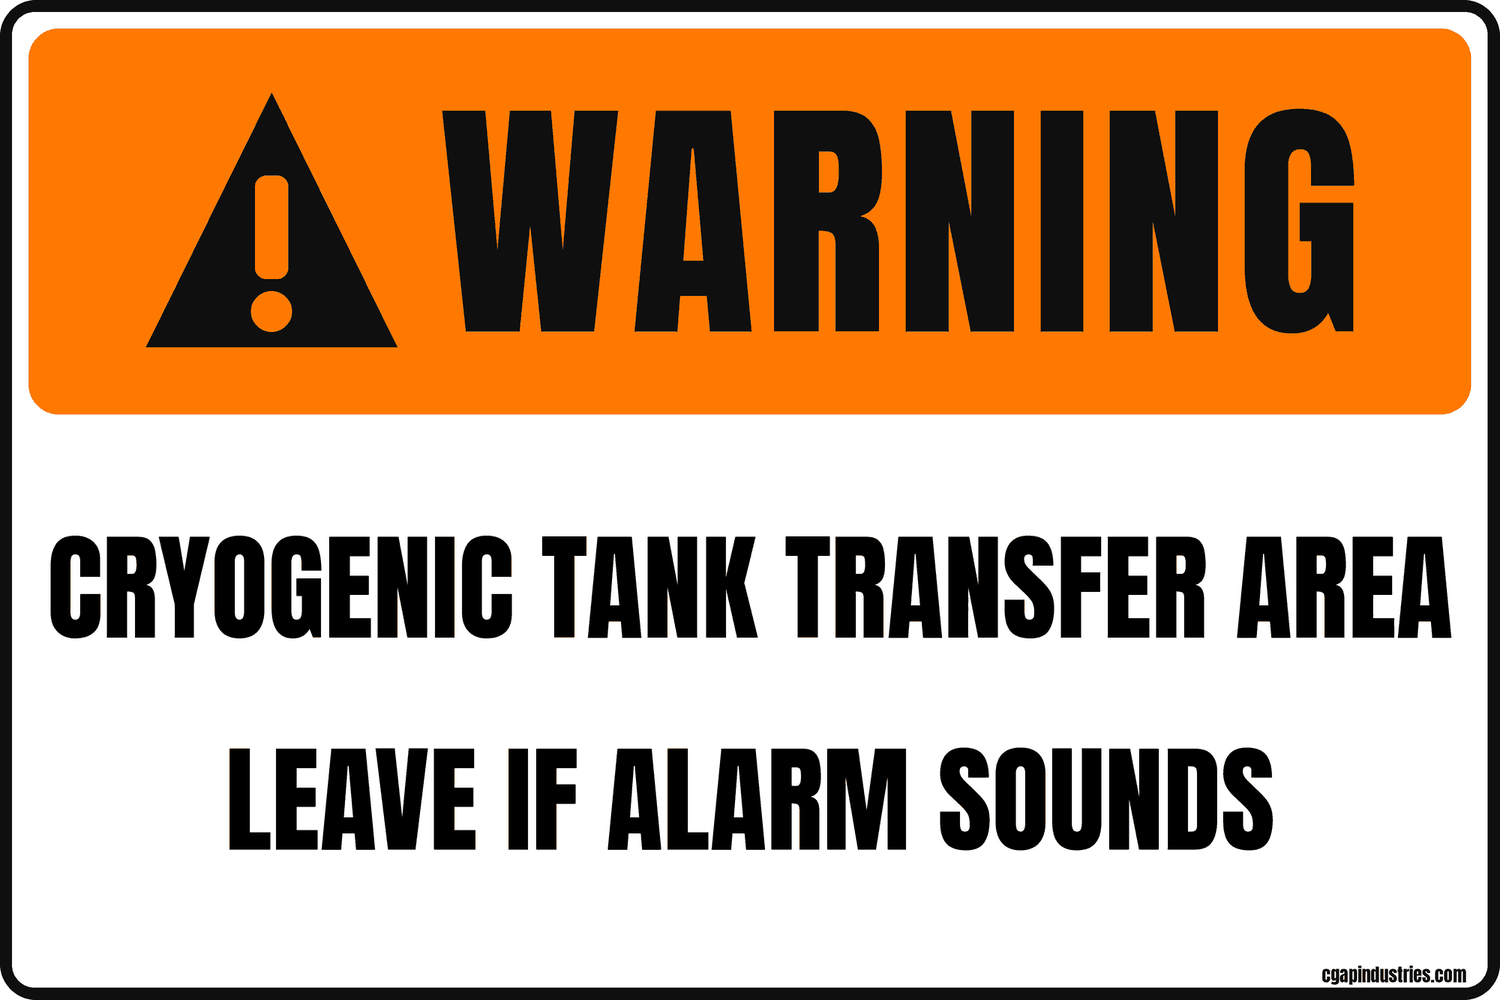 WARNING
CRYOGENIC TANK TRANSFER AREA
LEAVE IF ALARM SOUNDS
cgapindustries.com